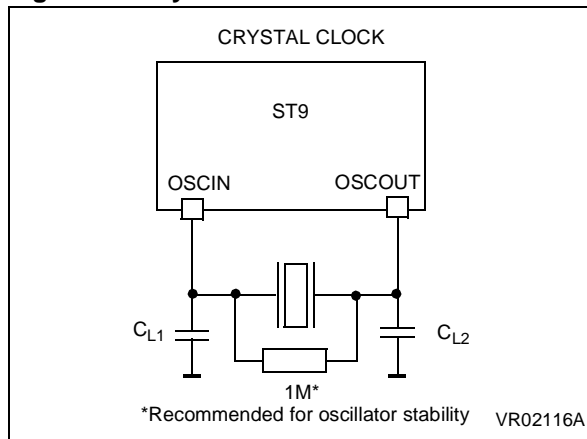 CRYSTAL CLOCK
ST9
OSCIN
OSCOUT
CL1
CL2
1M*
*Recommended for oscillator stability
VR02116A